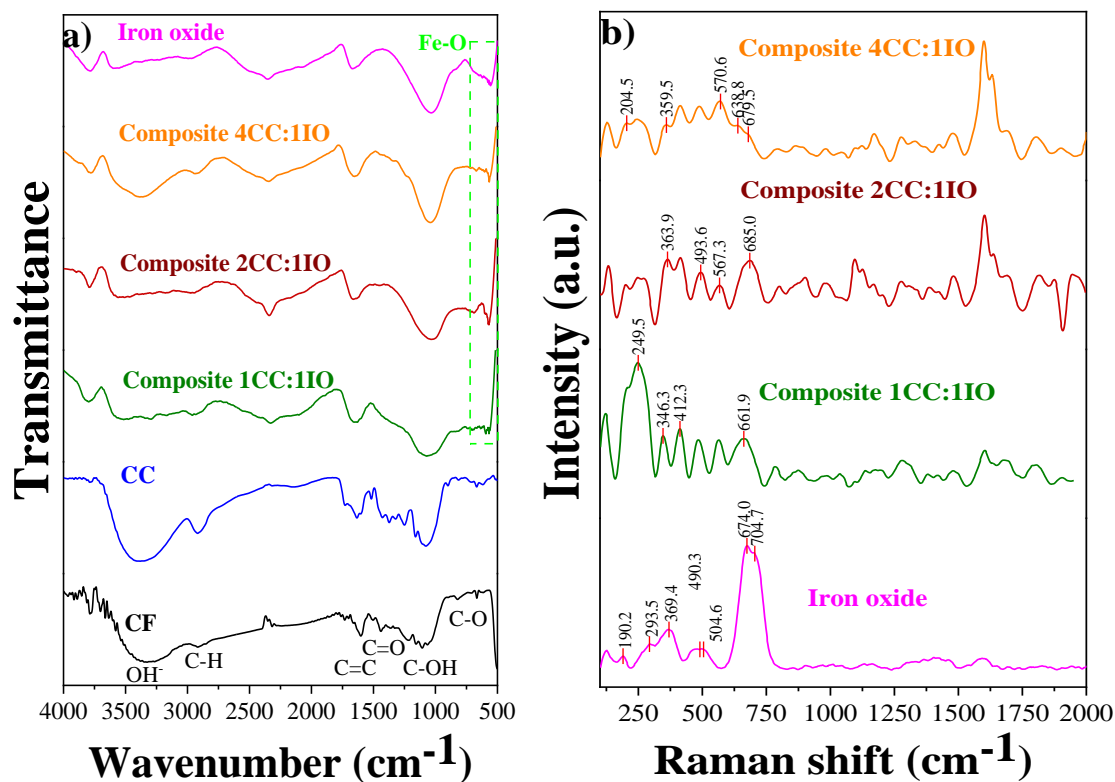 a)
Iron oxide
Fe-O
Composite 4CC:1IO
Composite 2CC:1IO
Composite 1CC:1IO
CC
CF
OH-
C-H
C=C
C=O
C-OH
C-O
4000 3500 3000 2500 2000 1500 1000 500
Wavenumber (cm-1)
Transmittance
b)
Composite 4CC:1IO
204.5
359.5
570.6
638.8
679.5
Composite 2CC:1IO
363.9
493.6
567.3
685.0
Composite 1CC:1IO
249.5
346.3
412.3
661.9
Iron oxide
190.2
293.5
369.4
490.3
504.6
674.0
704.7
250 500 750 1000 1250 1500 1750 2000
Raman shift (cm-1)
Intensity (a.u.)